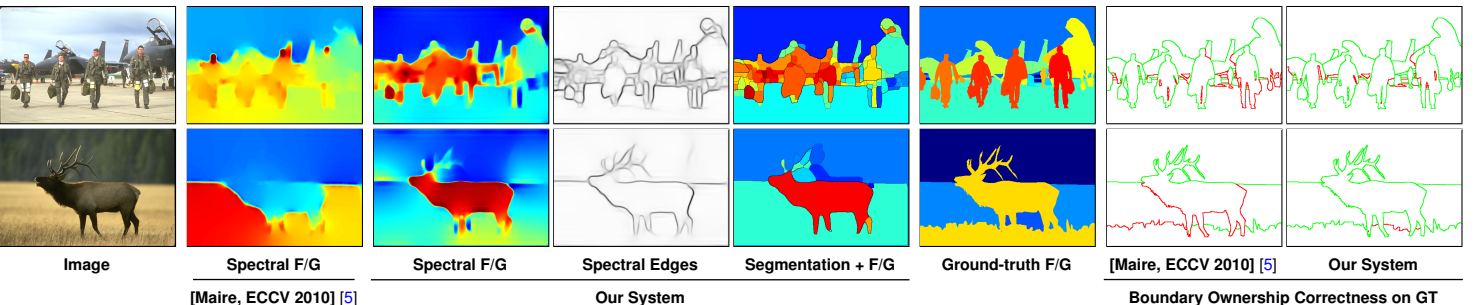 Image Spectral F/G Spectral F/G Spectral Edges Segmentation + F/G Ground-truth F/G [Maire, ECCV 2010] [5] Our System
[Maire, ECCV 2010] [5] Our System Boundary Ownership Correctness on GT